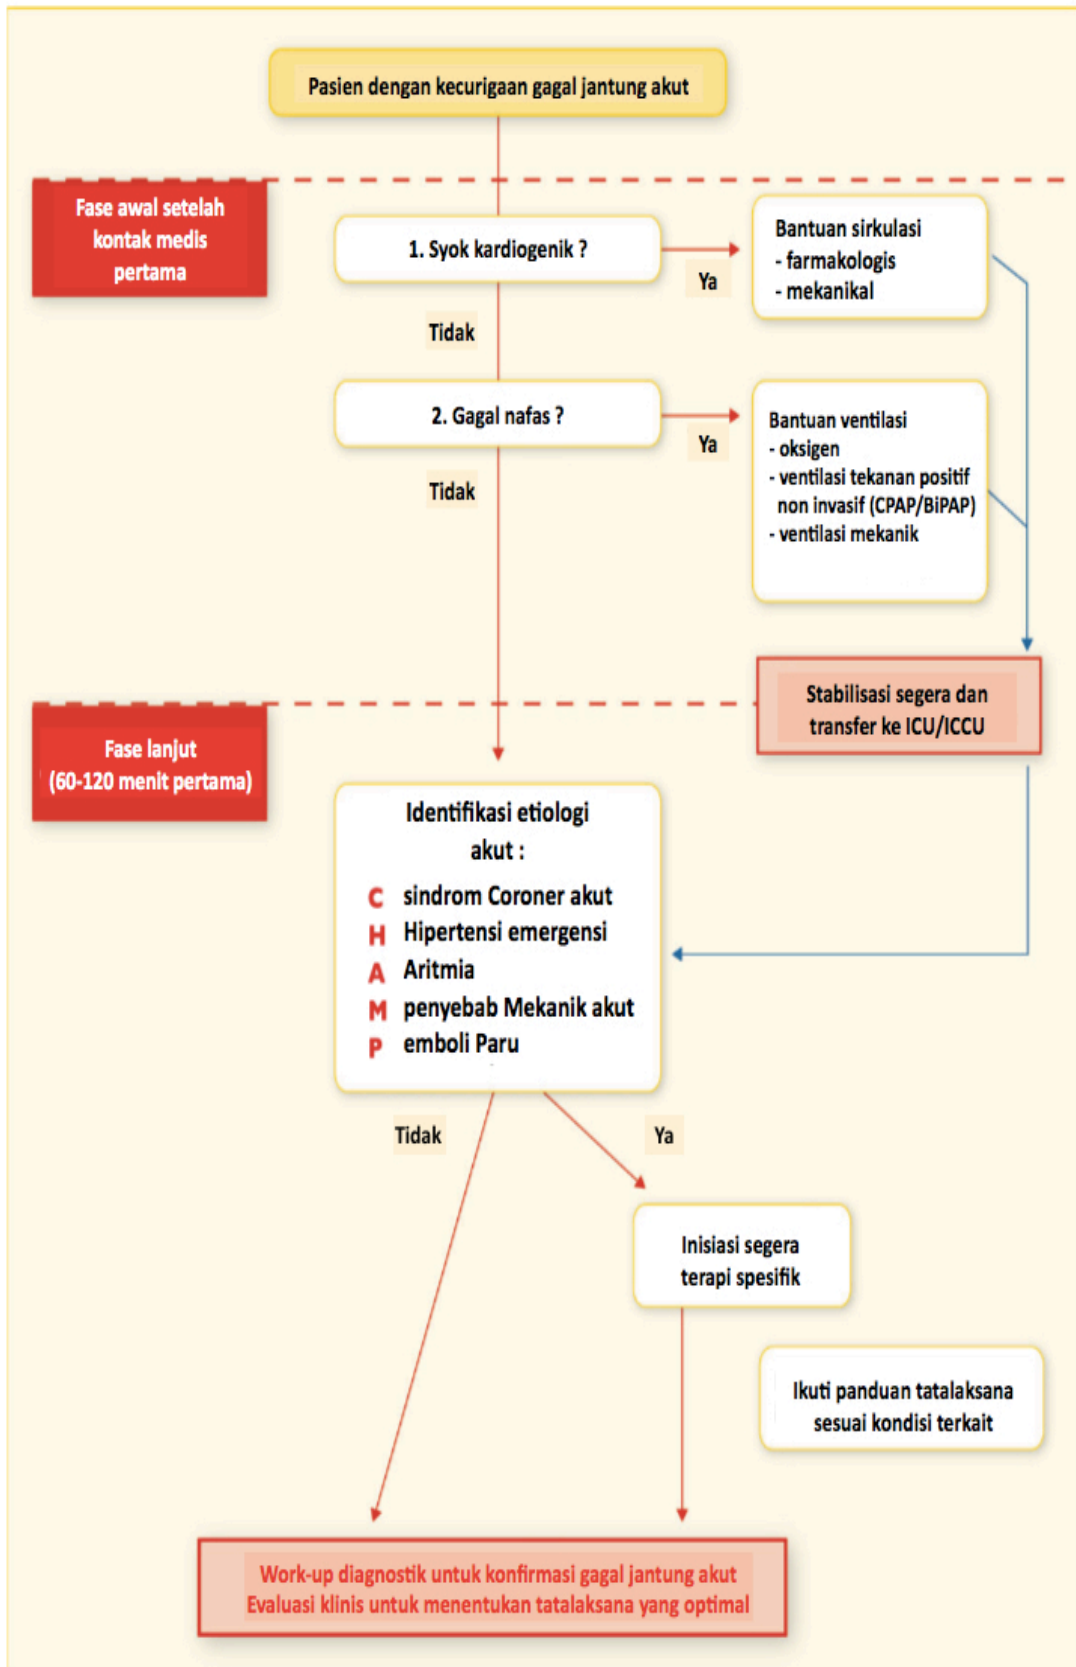 Pasien dengan kecurigaan gagal jantung akut
Fase awal setelah
kontak medis
pertama
1. Syok kardiogenik ?
Ya
Bantuan sirkulasi
- farmakologis
- mekanikal
Tidak
2. Gagal nafas ?
Ya
Bantuan ventilasi
- oksigen
- ventilasi tekanan positif
non invasif (CPAP/BiPAP)
- ventilasi mekanik
Tidak
Stabilisasi segera dan
transfer ke ICU/ICCU
Fase lanjut
(60-120 menit pertama)
Identifikasi etiologi
akut :
C sindrom Coroner akut
H Hipertensi emergensi
A Aritmia
M penyebab Mekanik akut
P emboli Paru
Tidak
Ya
Inisiasi segera
terapi spesifik
Ikuti panduan tatalaksana
sesuai kondisi terkait
Work-up diagnostik untuk konfirmasi gagal jantung akut
Evaluasi klinis untuk menentukan tatalaksana yang optimal